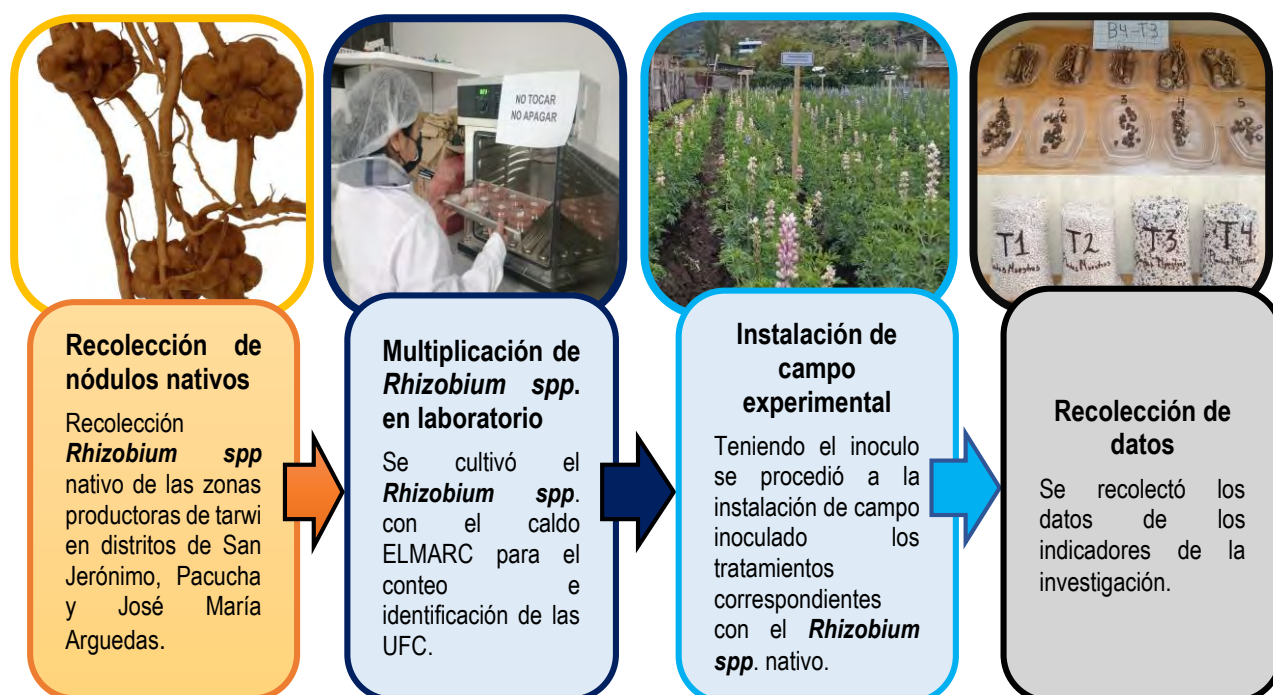 NO TOCAR
NO APAGAR
B4-T3
1 2 3 4 5
T1
T2
T3
T4
Recolección de
nódulos nativos
Recolección
Rhizobium spp
nativo de las zonas
productoras de tarwi
en distritos de San
Jerónimo, Pacucha
y José María
Arguedas.
Multiplicación de
Rhizobium spp.
en laboratorio
Se cultivó el
Rhizobium spp.
con el caldo
ELMARC para el
conteo e
identificación de las
UFC.
Instalación de
campo
experimental
Teniendo el inoculo
se procedió a la
instalación de campo
inoculado los
tratamientos
correspondientes
con el Rhizobium
spp. nativo.
Recolección de
datos
Se recolectó los
datos de los
indicadores de la
investigación.